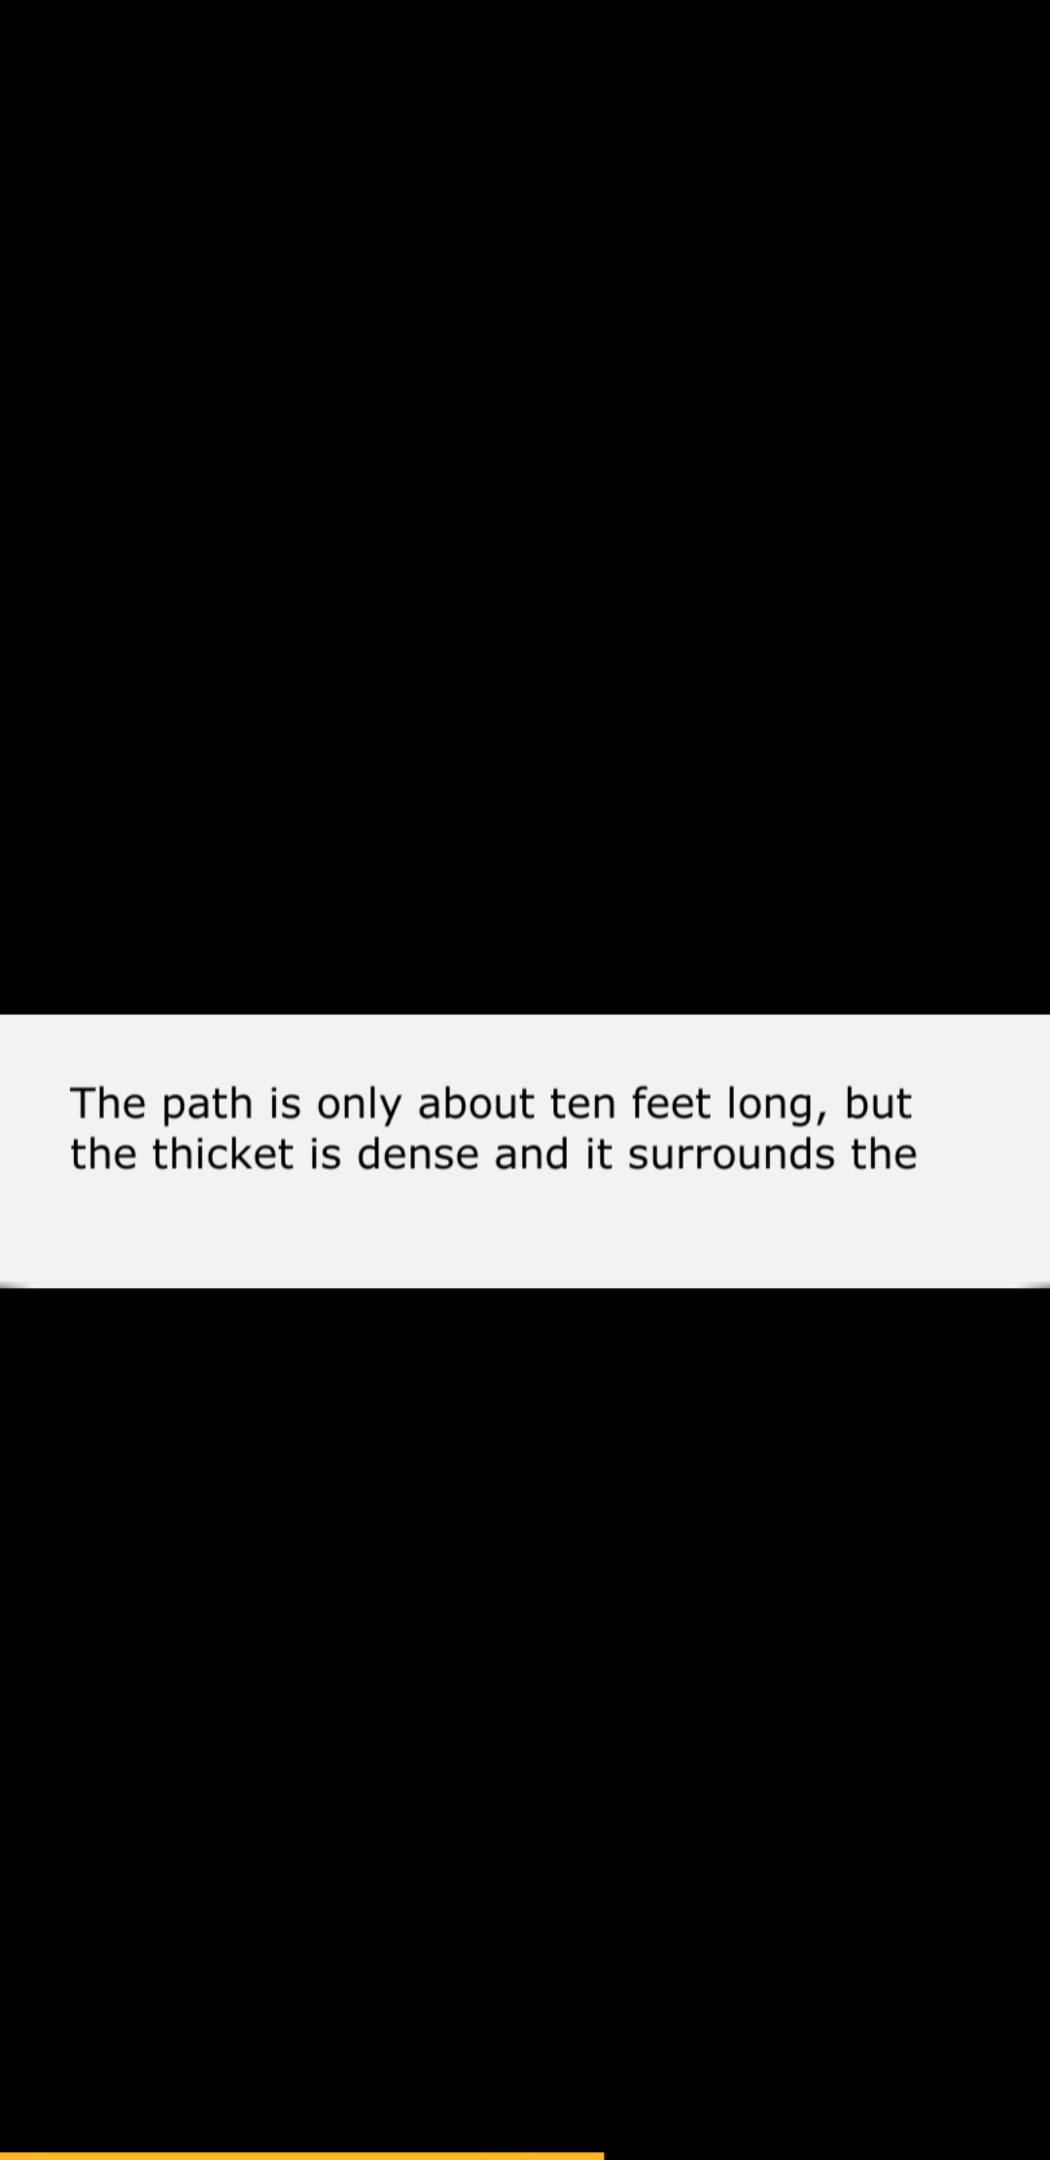 The path is only about ten feet long, but
the thicket is dense and it surrounds the